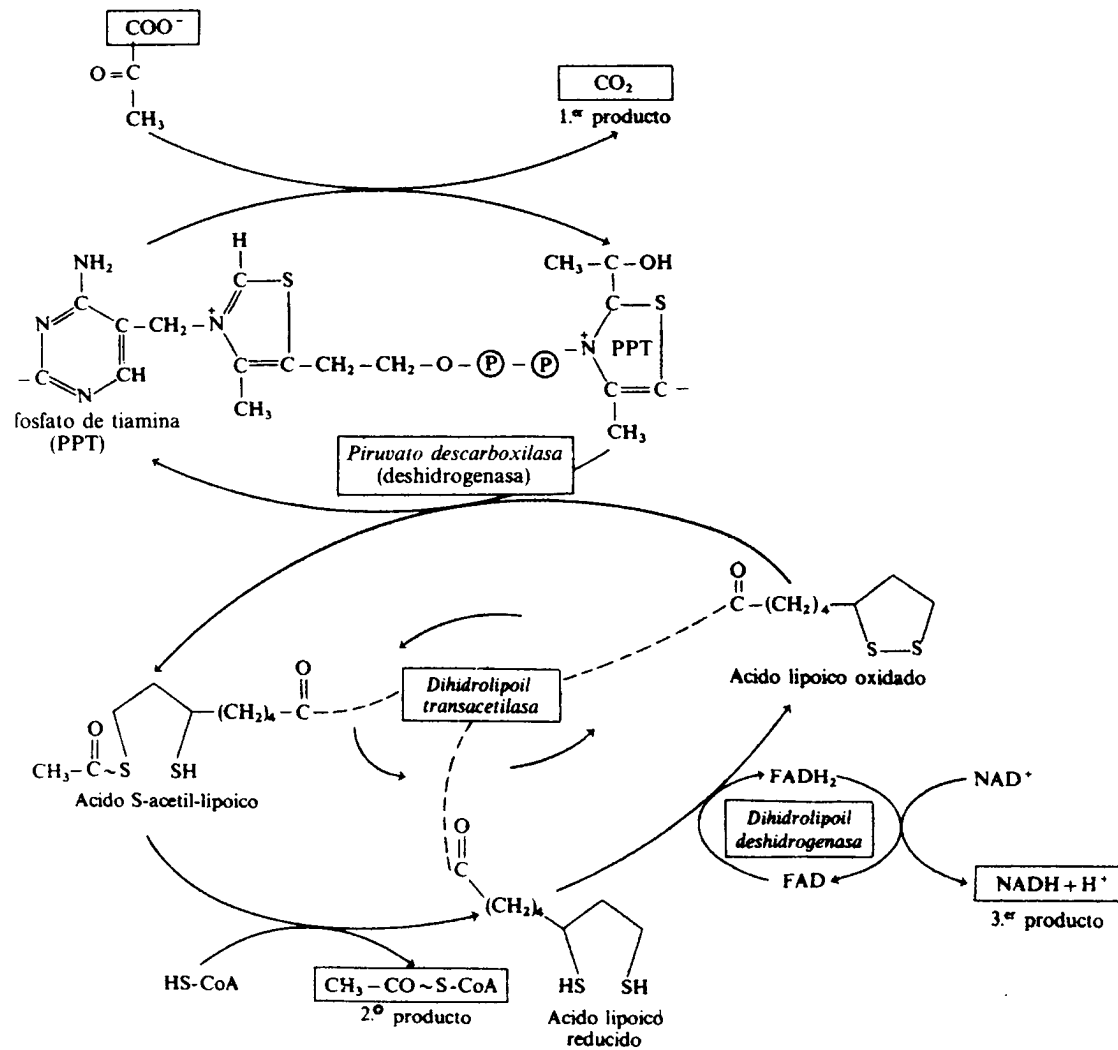 COO⁻
O=C
CH₃
CO₂
1.er producto
NH₂
H
C
S
N
C
C–CH₂–N⁺
–C
N
CH
C=C–CH₂–CH₂–O–Ⓟ–Ⓟ
CH₃
fosfato de tiamina
(PPT)
CH₃–C–OH
C
S
–N⁺
PPT
C=C–
CH₃
Piruvato descarboxilasa
(deshidrogenasa)
O
C–(CH₂)₄
S–S
Acido lipoico oxidado
O
(CH₂)₄–C
Dihidrolipoil
transacetilasa
O
CH₃–C~S
SH
Acido S-acetil-lipoico
FADH₂
NAD⁺
Dihidrolipoil
deshidrogenasa
FAD
NADH + H⁺
3.er producto
O
C
(CH₂)₄
HS
SH
Acido lipoico
reducido
HS-CoA
CH₃–CO~S-CoA
2.º producto